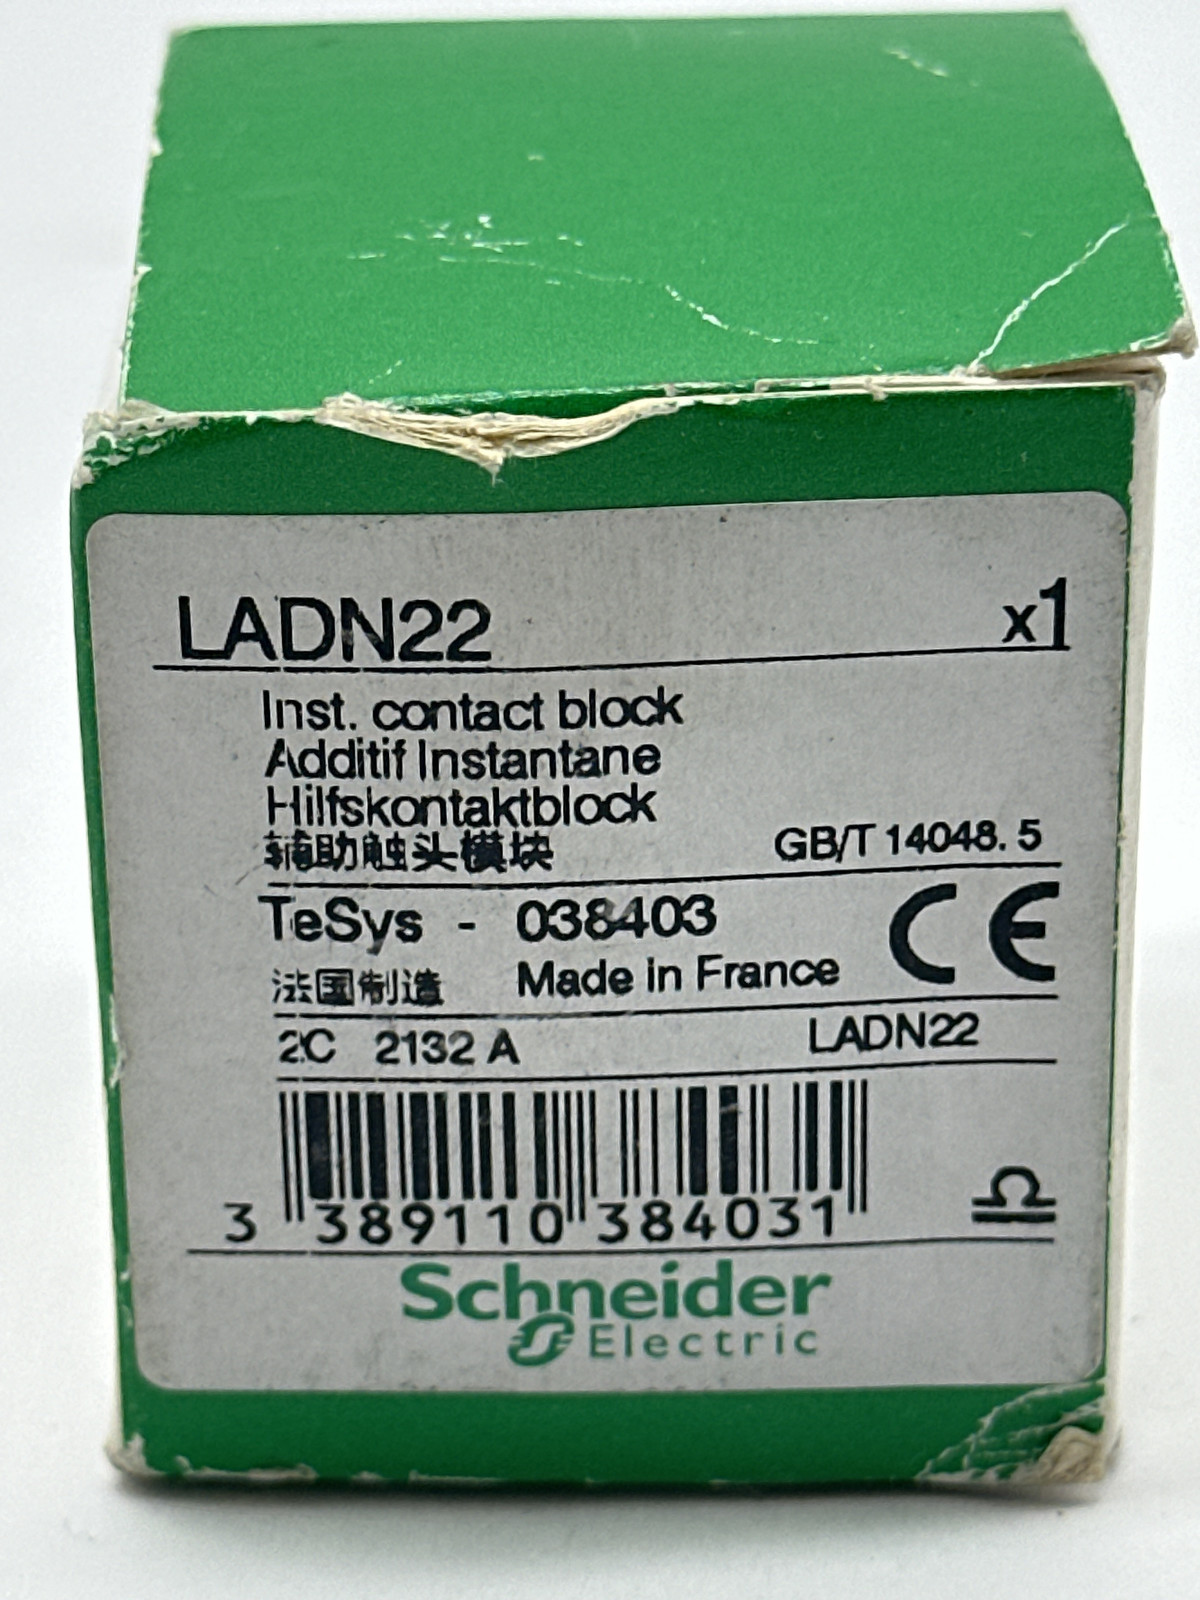 LADN22 x1
Inst. contact block
Additif Instantane
Hilfskontaktblock
辅助触头模块 GB/T 14048. 5
TeSys - 038403 CE
法国制造 Made in France
2C 2132 A LADN22
3 389110 384031
Schneider
Electric